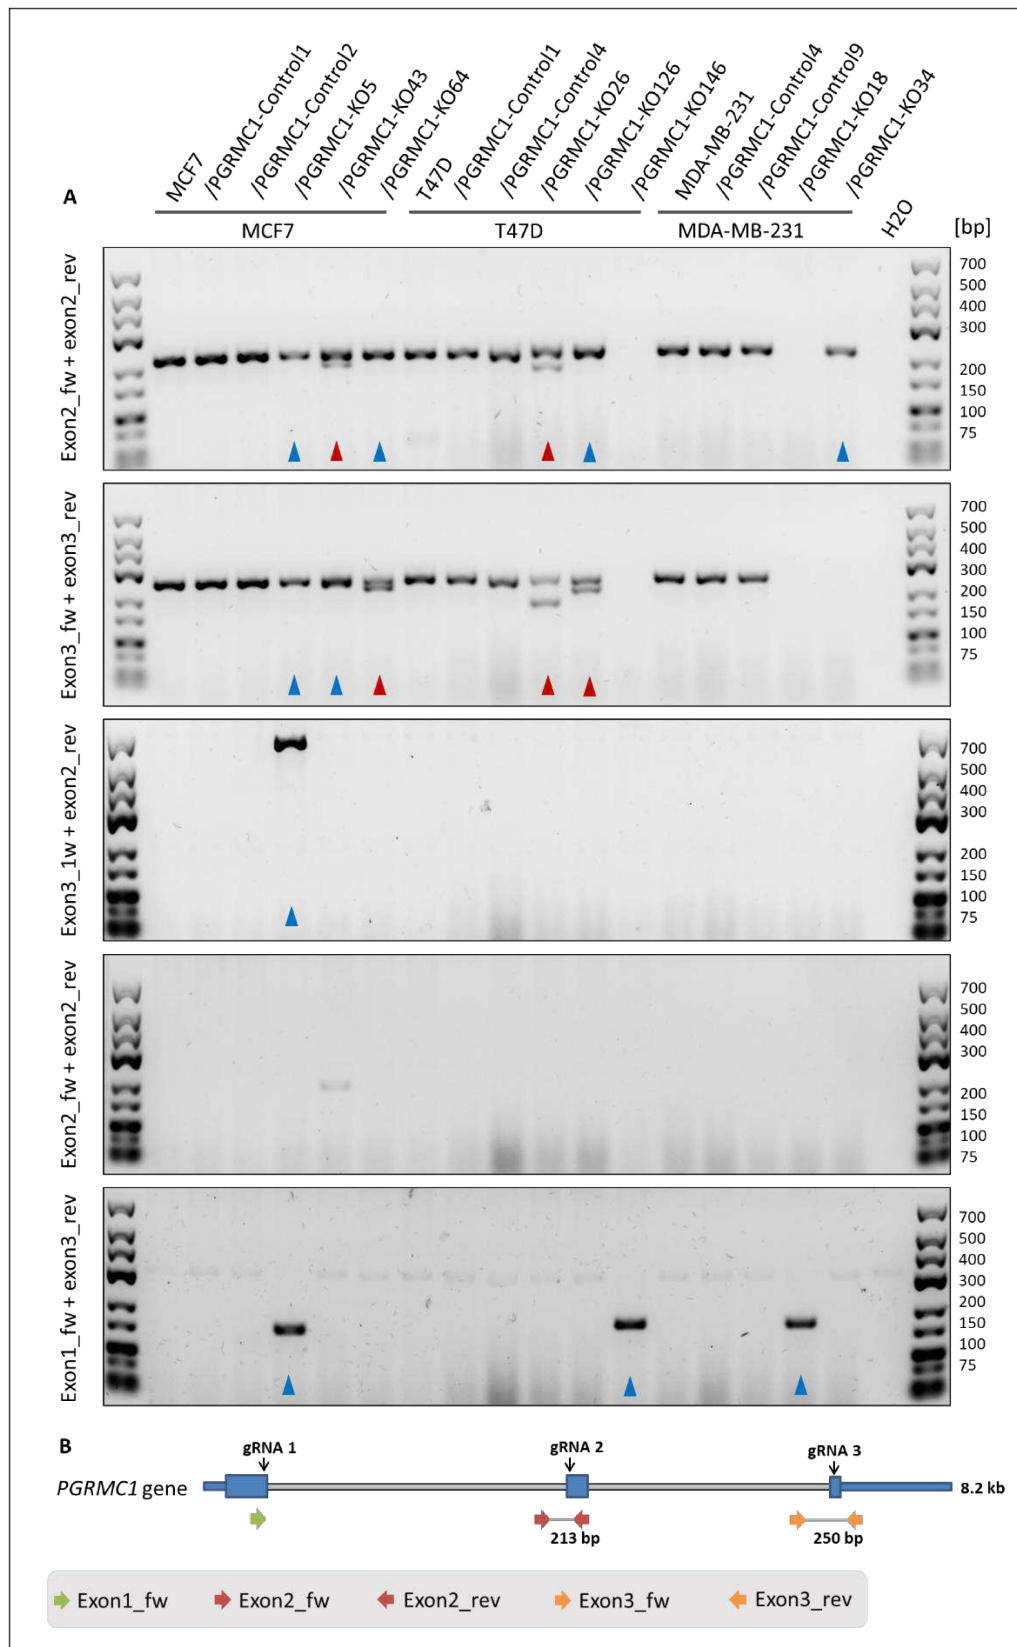 A
MCF7
/PGRMC1-Control1
/PGRMC1-Control2
/PGRMC1-KO5
/PGRMC1-KO43
/PGRMC1-KO64
T47D
/PGRMC1-Control1
/PGRMC1-Control4
/PGRMC1-KO26
/PGRMC1-KO126
/PGRMC1-KO146
MDA-MB-231
/PGRMC1-Control4
/PGRMC1-Control9
/PGRMC1-KO18
/PGRMC1-KO34
H2O
MCF7
T47D
MDA-MB-231
[bp]
Exon2_fw + exon2_rev
700
500
400
300
200
150
100
75
Exon3_fw + exon3_rev
700
500
400
300
200
150
100
75
Exon3_1w + exon2_rev
700
500
400
300
200
150
100
75
Exon2_fw + exon2_rev
700
500
400
300
200
150
100
75
Exon1_fw + exon3_rev
700
500
400
300
200
150
100
75
B
gRNA 1
gRNA 2
gRNA 3
PGRMC1 gene
8.2 kb
213 bp
250 bp
Exon1_fw
Exon2_fw
Exon2_rev
Exon3_fw
Exon3_rev